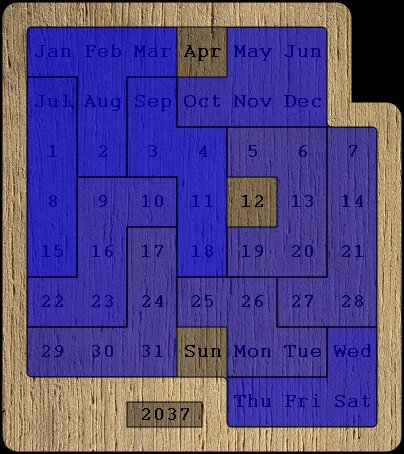 Jan Feb Mar Apr May Jun
Jul Aug Sep Oct Nov Dec
1 2 3 4 5 6 7
8 9 10 11 12 13 14
15 16 17 18 19 20 21
22 23 24 25 26 27 28
29 30 31 Sun Mon Tue Wed
Thu Fri Sat
2037